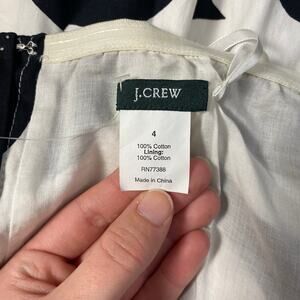 J.CREW
4
100% Cotton
Lining:
100% Cotton
RN77388
Made in China